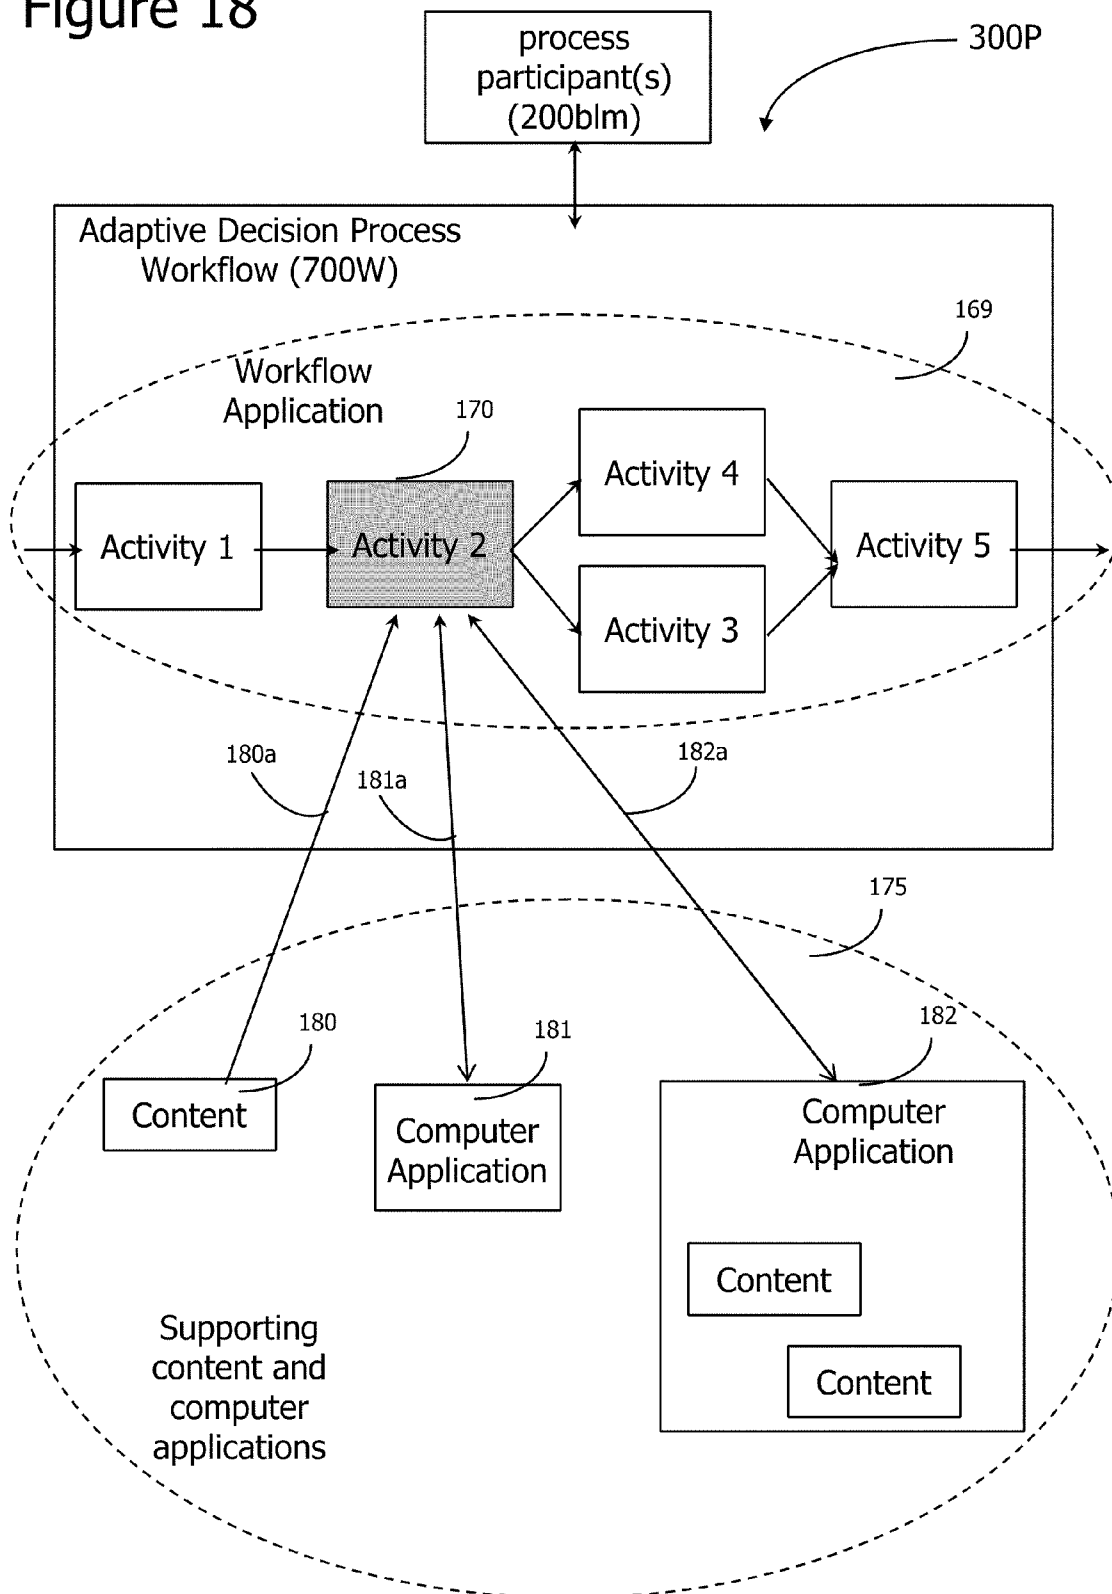 Figure 18
process
participant(s)
(200blm)
300P
Adaptive Decision Process
Workflow (700W)
169
Workflow
Application
170
Activity 4
Activity 1
Activity 2
Activity 5
Activity 3
180a
181a
182a
175
180
181
182
Content
Computer
Application
Computer
Application
Content
Content
Supporting
content and
computer
applications